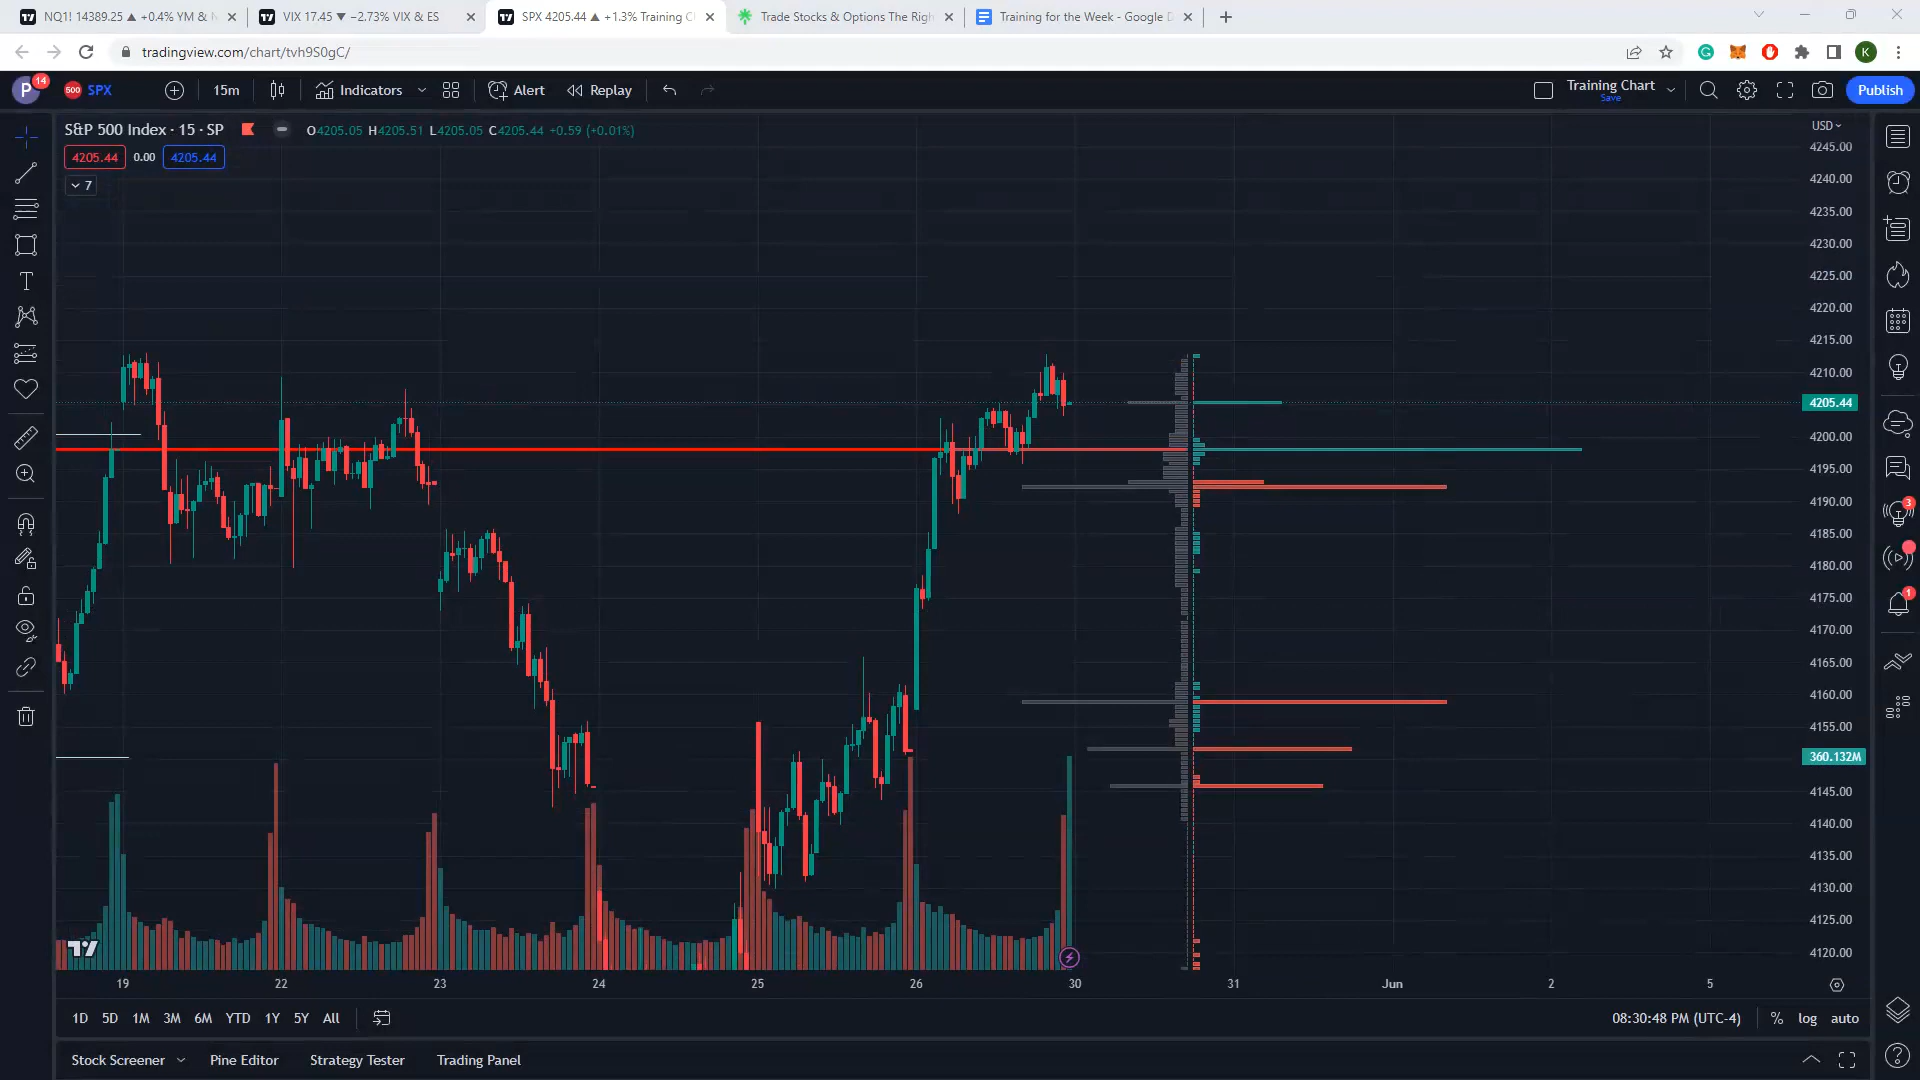 NQ1! 14389.25 ▲ +0.4% YM & N
VIX 17.45 ▼ −2.73% VIX & ES
SPX 4205.44 ▲ +1.3% Training C
Trade Stocks & Options The Righ
Training for the Week - Google D
tradingview.com/chart/tvh9S0gC/
K
P
14
500
SPX
15m
Indicators
Alert
Replay
Training Chart
Save
Publish
S&P 500 Index · 15 · SP
O4205.05 H4205.51 L4205.05 C4205.44 +0.59 (+0.01%)
4205.44
0.00
4205.44
7
USD
4245.00
4240.00
4235.00
4230.00
4225.00
4220.00
4215.00
4210.00
4205.44
4200.00
4195.00
4190.00
4185.00
4180.00
4175.00
4170.00
4165.00
4160.00
4155.00
360.132M
4145.00
4140.00
4135.00
4130.00
4125.00
4120.00
3
1
19
22
23
24
25
26
30
31
Jun
2
5
1D
5D
1M
3M
6M
YTD
1Y
5Y
All
08:30:48 PM (UTC-4)
%
log
auto
Stock Screener
Pine Editor
Strategy Tester
Trading Panel